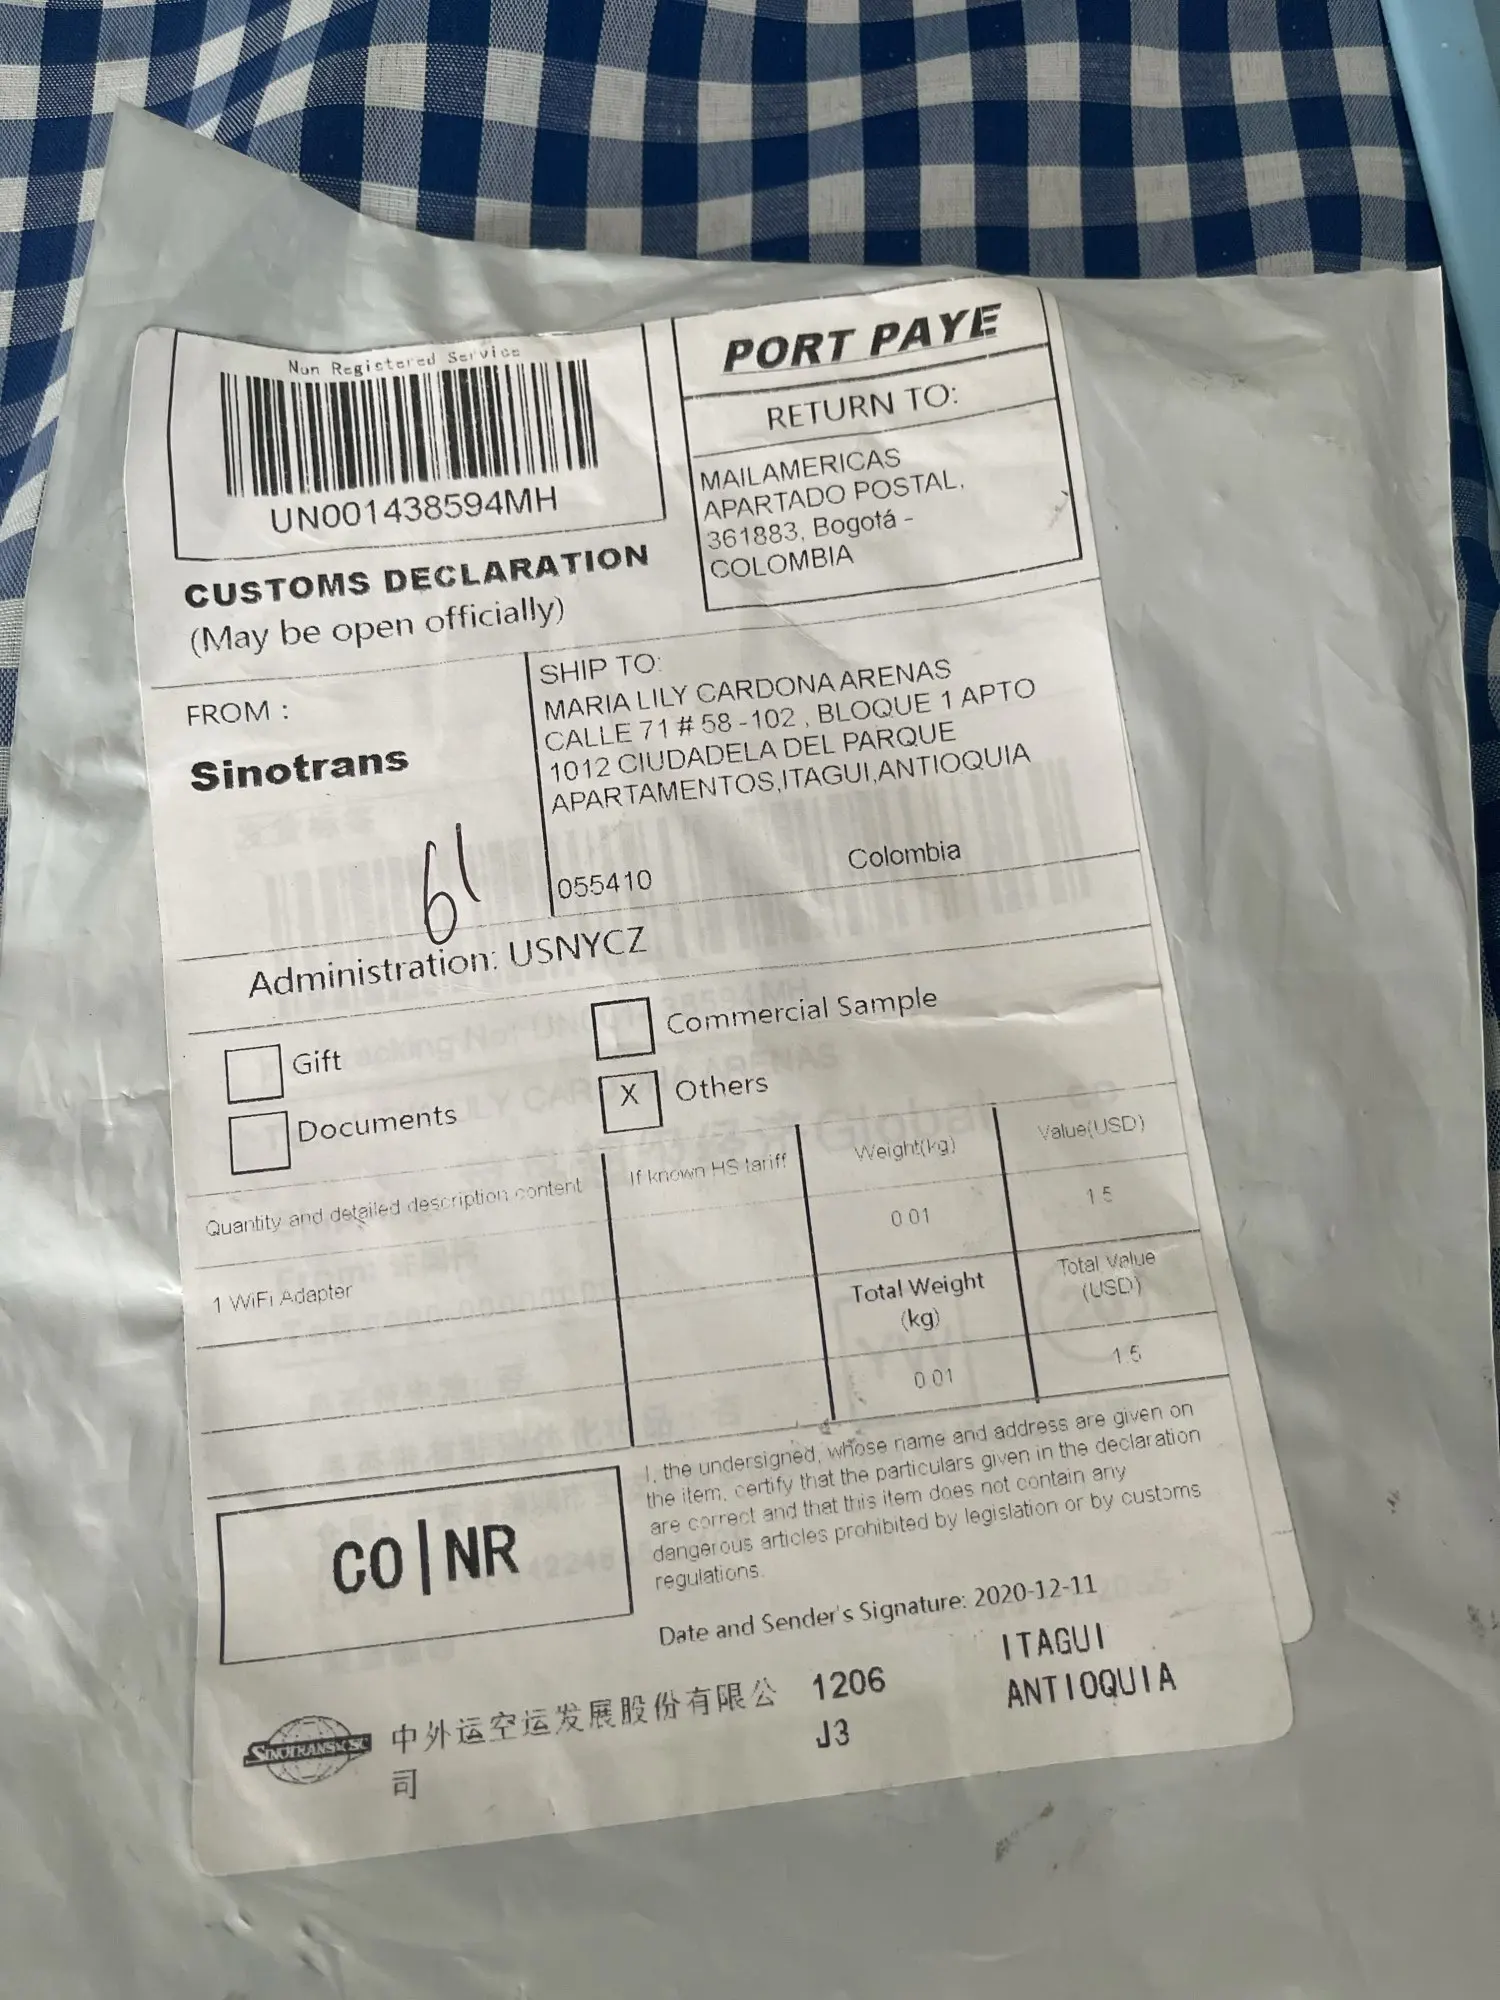 Non Registered Service
UN001438594MH
PORT PAYE
RETURN TO:
MAILAMERICAS
APARTADO POSTAL,
361883, Bogotá -
COLOMBIA
CUSTOMS DECLARATION
(May be open officially)
FROM :
Sinotrans
61
SHIP TO:
MARIA LILY CARDONA ARENAS
CALLE 71 # 58 -102 , BLOQUE 1 APTO
1012 CIUDADELA DEL PARQUE
APARTAMENTOS,ITAGUI,ANTIOQUIA
055410 Colombia
Administration: USNYCZ
Gift
Commercial Sample
Documents
X Others
Quantity and detailed description content
If known HS tariff
Weight(kg)
Value(USD)
0.01
1.5
1 WiFi Adapter
Total Weight
(kg)
Total Value
(USD)
0.01
1.5
CO|NR
I, the undersigned, whose name and address are given on
the item, certify that the particulars given in the declaration
are correct and that this item does not contain any
dangerous articles prohibited by legislation or by customs
regulations.
Date and Sender's Signature: 2020-12-11
SINOTRANS
中外运空运发展股份有限公
司
1206
J3
ITAGUI
ANTIOQUIA